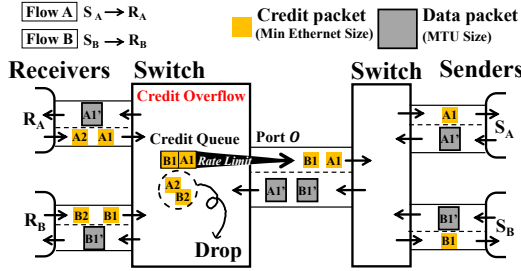 Flow A S_A → R_A
Flow B S_B → R_B
Credit packet
(Min Ethernet Size)
Data packet
(MTU Size)
Receivers
Switch
Switch
Senders
Credit Overflow
Credit Queue
Port O
R_A
A1'
A2 A1
B1 A1
Rate Limit
B1 A1
A1
A1'
S_A
A2
B2
A1' B1'
R_B
B2 B1
B1'
Drop
B1'
B1
S_B